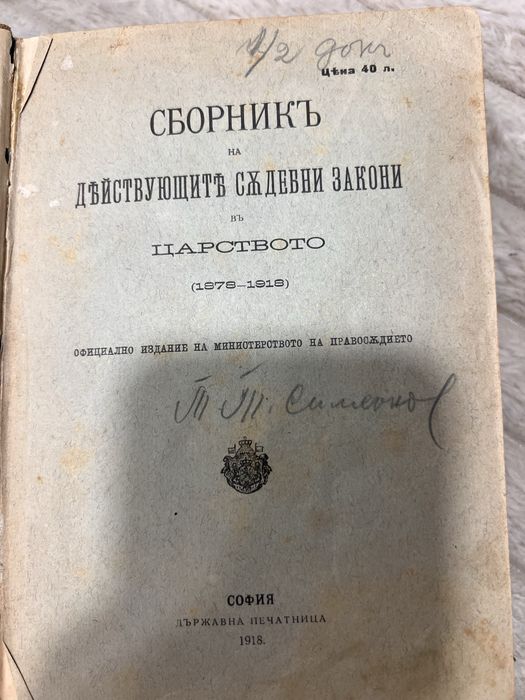 1/2
Цѣна 40 л.
СБОРНИКЪ
НА
ДѢЙСТВУЮЩИТѢ СѪДЕБНИ ЗАКОНИ
ВЪ
ЦАРСТВОТО
(1878—1918)
ОФИЦИАЛНО ИЗДАНИЕ НА МИНИСТЕРСТВОТО НА ПРАВОСѪДИЕТО
Т Т. Симеонов
СОФИЯ
ДЪРЖАВНА ПЕЧАТНИЦА
1918.